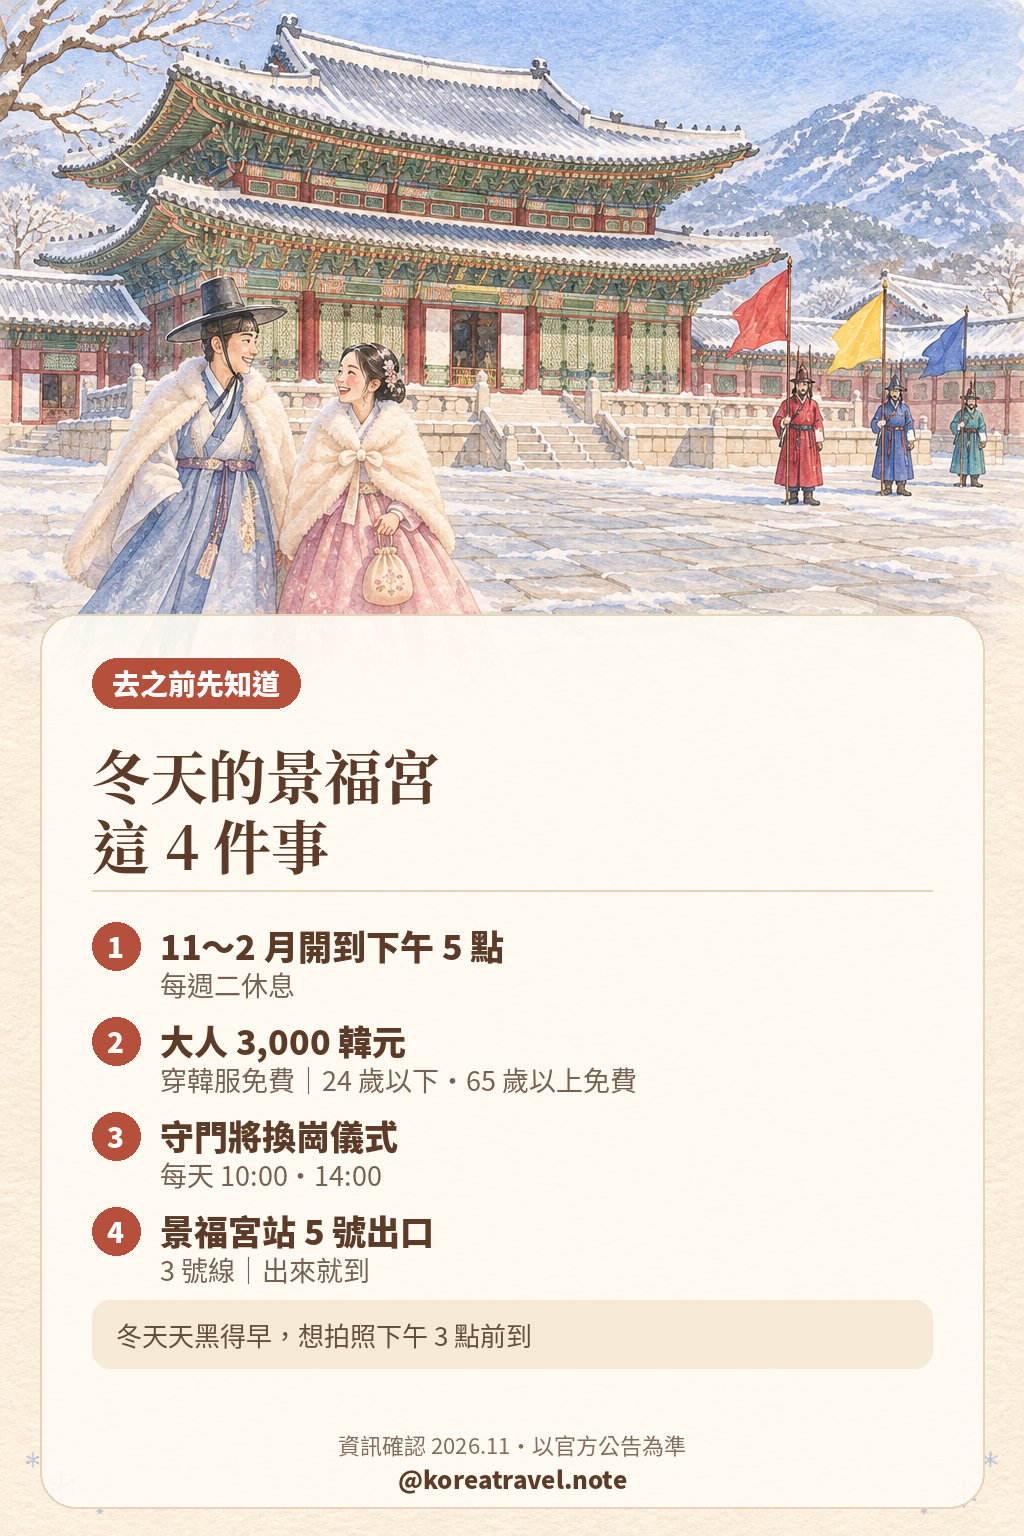 去之前先知道
冬天的景福宮
這 4 件事
1 11～2 月開到下午 5 點
每週二休息
2 大人 3,000 韓元
穿韓服免費｜24 歲以下・65 歲以上免費
3 守門將換崗儀式
每天 10:00・14:00
4 景福宮站 5 號出口
3 號線｜出來就到
冬天天黑得早，想拍照下午 3 點前到
資訊確認 2026.11・以官方公告為準
@koreatravel.note